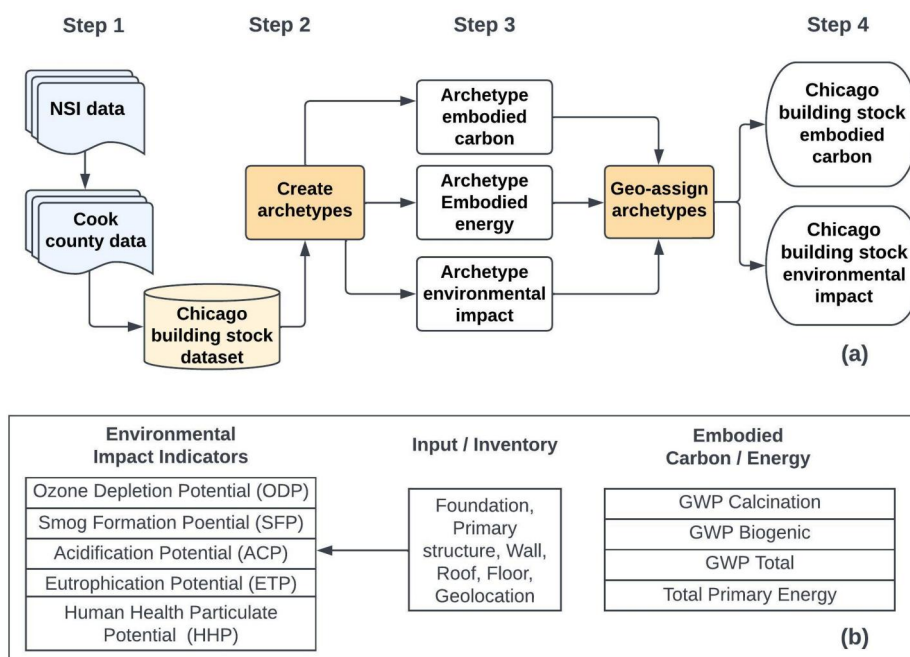 Step 1
Step 2
Step 3
Step 4
NSI data
Cook
county data
Chicago
building stock
dataset
Create
archetypes
Archetype
embodied
carbon
Archetype
Embodied
energy
Archetype
environmental
impact
Geo-assign
archetypes
Chicago
building stock
embodied
carbon
Chicago
building stock
environmental
impact
(a)
Environmental
Impact Indicators
Ozone Depletion Potential (ODP)
Smog Formation Poential (SFP)
Acidification Potential (ACP)
Eutrophication Potential (ETP)
Human Health Particulate
Potential (HHP)
Input / Inventory
Foundation,
Primary
structure, Wall,
Roof, Floor,
Geolocation
Embodied
Carbon / Energy
GWP Calcination
GWP Biogenic
GWP Total
Total Primary Energy
(b)